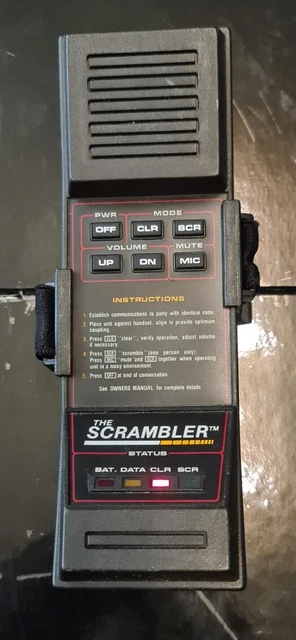 PWR MODE
OFF CLR SCR
VOLUME MUTE
UP DN MIC
INSTRUCTIONS
1. Establish communications to party with identical code.
2. Place unit against handset, align to provide optimum
coupling.
3. Press CLR "clear", verify operation, adjust volume
if necessary.
4. Press SCR "scramble" (one person only).
Press MIC "mute" and SCR together when operating
unit in a noisy environment.
5. Press OFF at end of conversation.
See OWNERS MANUAL for complete details
THE
SCRAMBLER™
STATUS
BAT. DATA CLR SCR